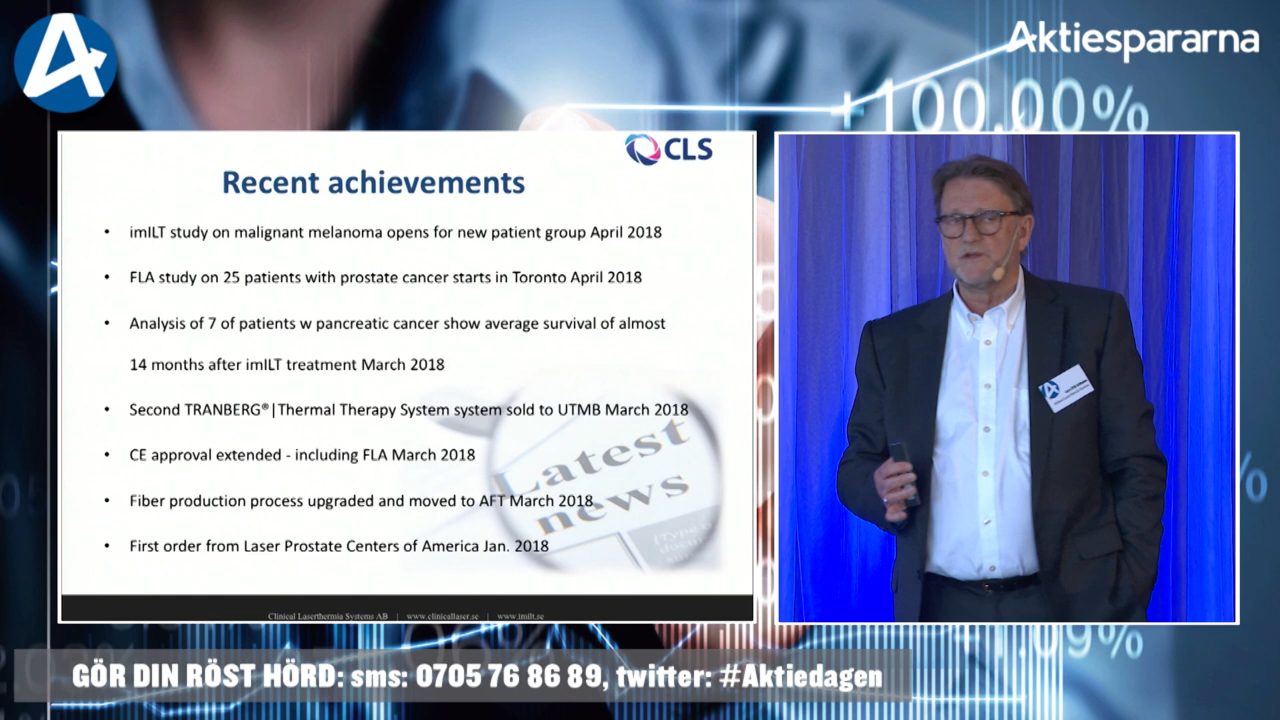 Aktiespararna
+100,00%
CLS
Recent achievements
• imILT study on malignant melanoma opens for new patient group April 2018
• FLA study on 25 patients with prostate cancer starts in Toronto April 2018
• Analysis of 7 of patients w pancreatic cancer show average survival of almost
14 months after imILT treatment March 2018
• Second TRANBERG®|Thermal Therapy System system sold to UTMB March 2018
• CE approval extended - including FLA March 2018
• Fiber production process upgraded and moved to AFT March 2018
• First order from Laser Prostate Centers of America Jan. 2018
Latest
news
Clinical Laserthermia Systems AB | www.clinicallaser.se | www.imilt.se
GÖR DIN RÖST HÖRD: sms: 0705 76 86 89, twitter: #Aktiedagen